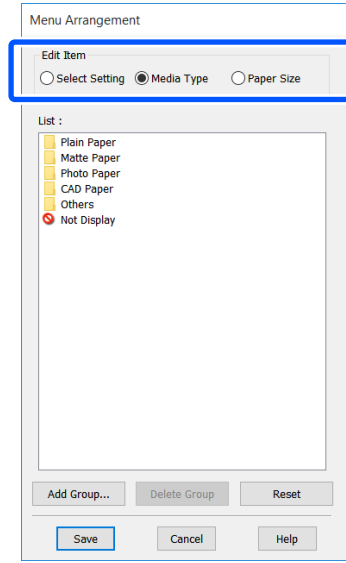 Menu Arrangement
Edit Item
Select Setting Media Type Paper Size
List :
Plain Paper
Matte Paper
Photo Paper
CAD Paper
Others
Not Display
Add Group... Delete Group Reset
Save Cancel Help